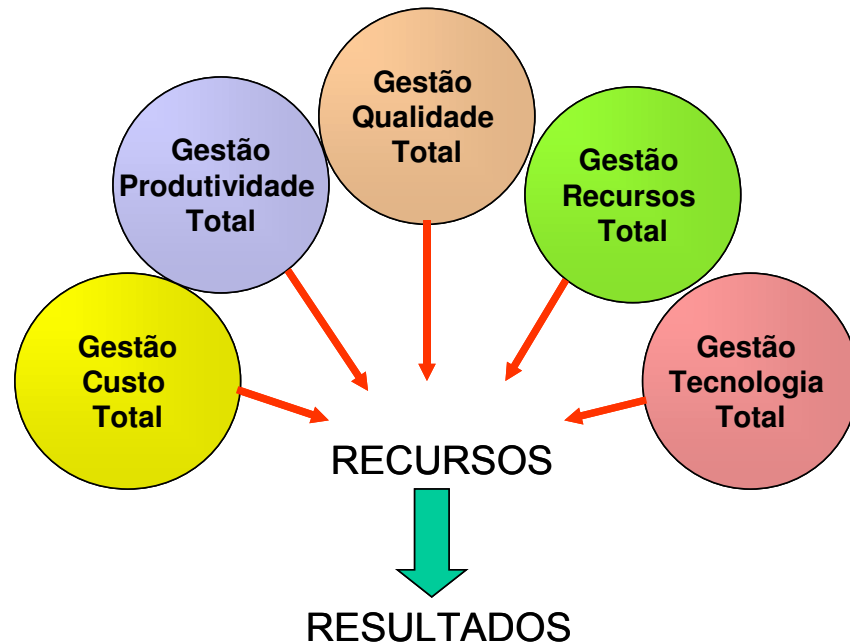 Gestão
Qualidade
Total
Gestão
Produtividade
Total
Gestão
Recursos
Total
Gestão
Custo
Total
Gestão
Tecnologia
Total
RECURSOS
RESULTADOS